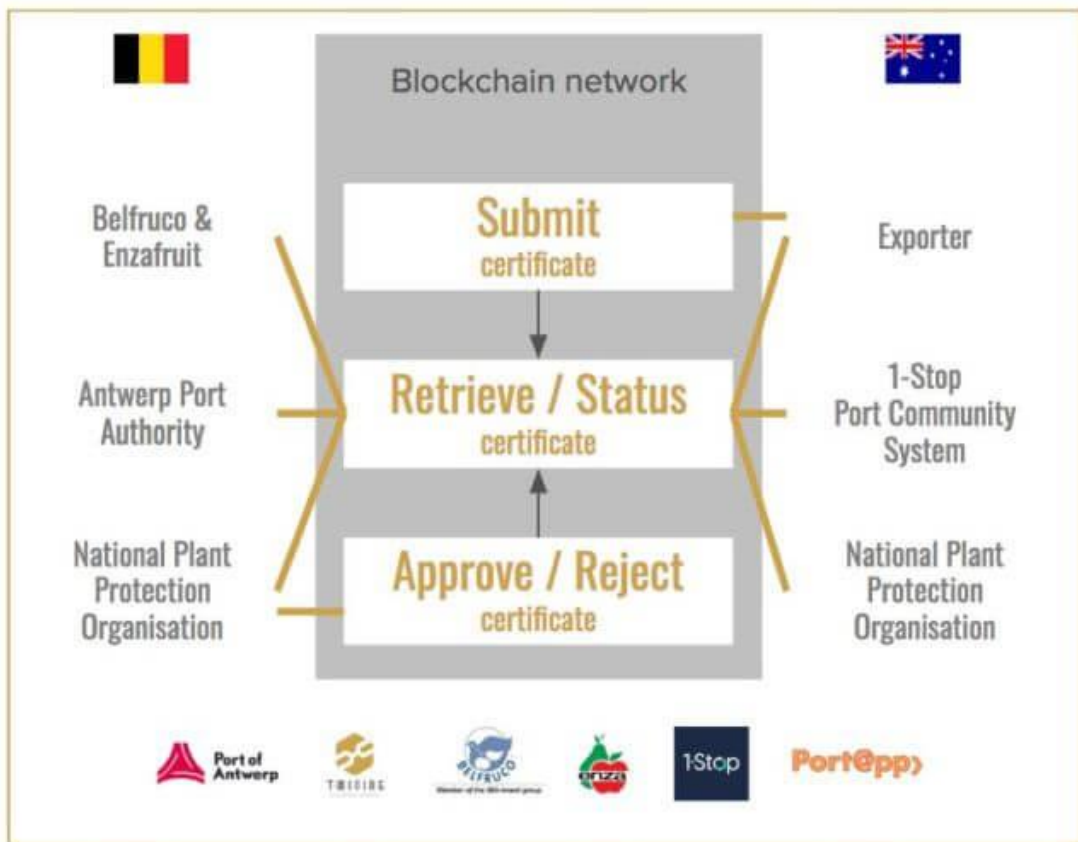 Blockchain network
Belfruco &
Enzafruit
Submit
certificate
Exporter
Antwerp Port
Authority
Retrieve / Status
certificate
1-Stop
Port Community
System
National Plant
Protection
Organisation
Approve / Reject
certificate
National Plant
Protection
Organisation
Port of
Antwerp
BELFRUCO
enza
1-Stop
Port@pp